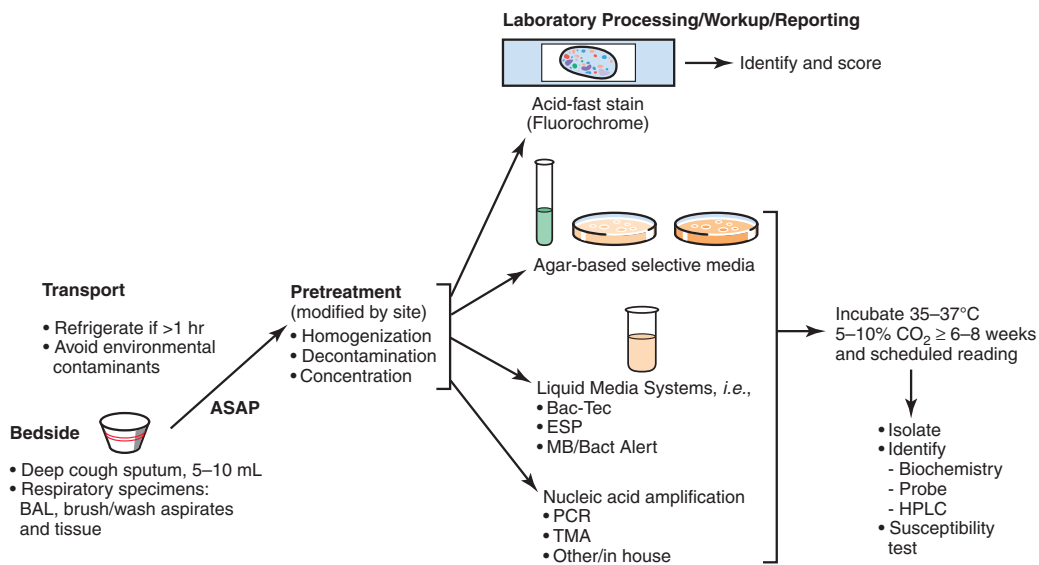 Laboratory Processing/Workup/Reporting
Identify and score
Acid-fast stain
(Fluorochrome)
Agar-based selective media
Transport
• Refrigerate if >1 hr
• Avoid environmental
contaminants
ASAP
Bedside
• Deep cough sputum, 5–10 mL
• Respiratory specimens:
BAL, brush/wash aspirates
and tissue
Pretreatment
(modified by site)
• Homogenization
• Decontamination
• Concentration
Liquid Media Systems, i.e.,
• Bac-Tec
• ESP
• MB/Bact Alert
Nucleic acid amplification
• PCR
• TMA
• Other/in house
Incubate 35–37°C
5–10% CO₂ ≥ 6–8 weeks
and scheduled reading
• Isolate
• Identify
- Biochemistry
- Probe
- HPLC
• Susceptibility
test